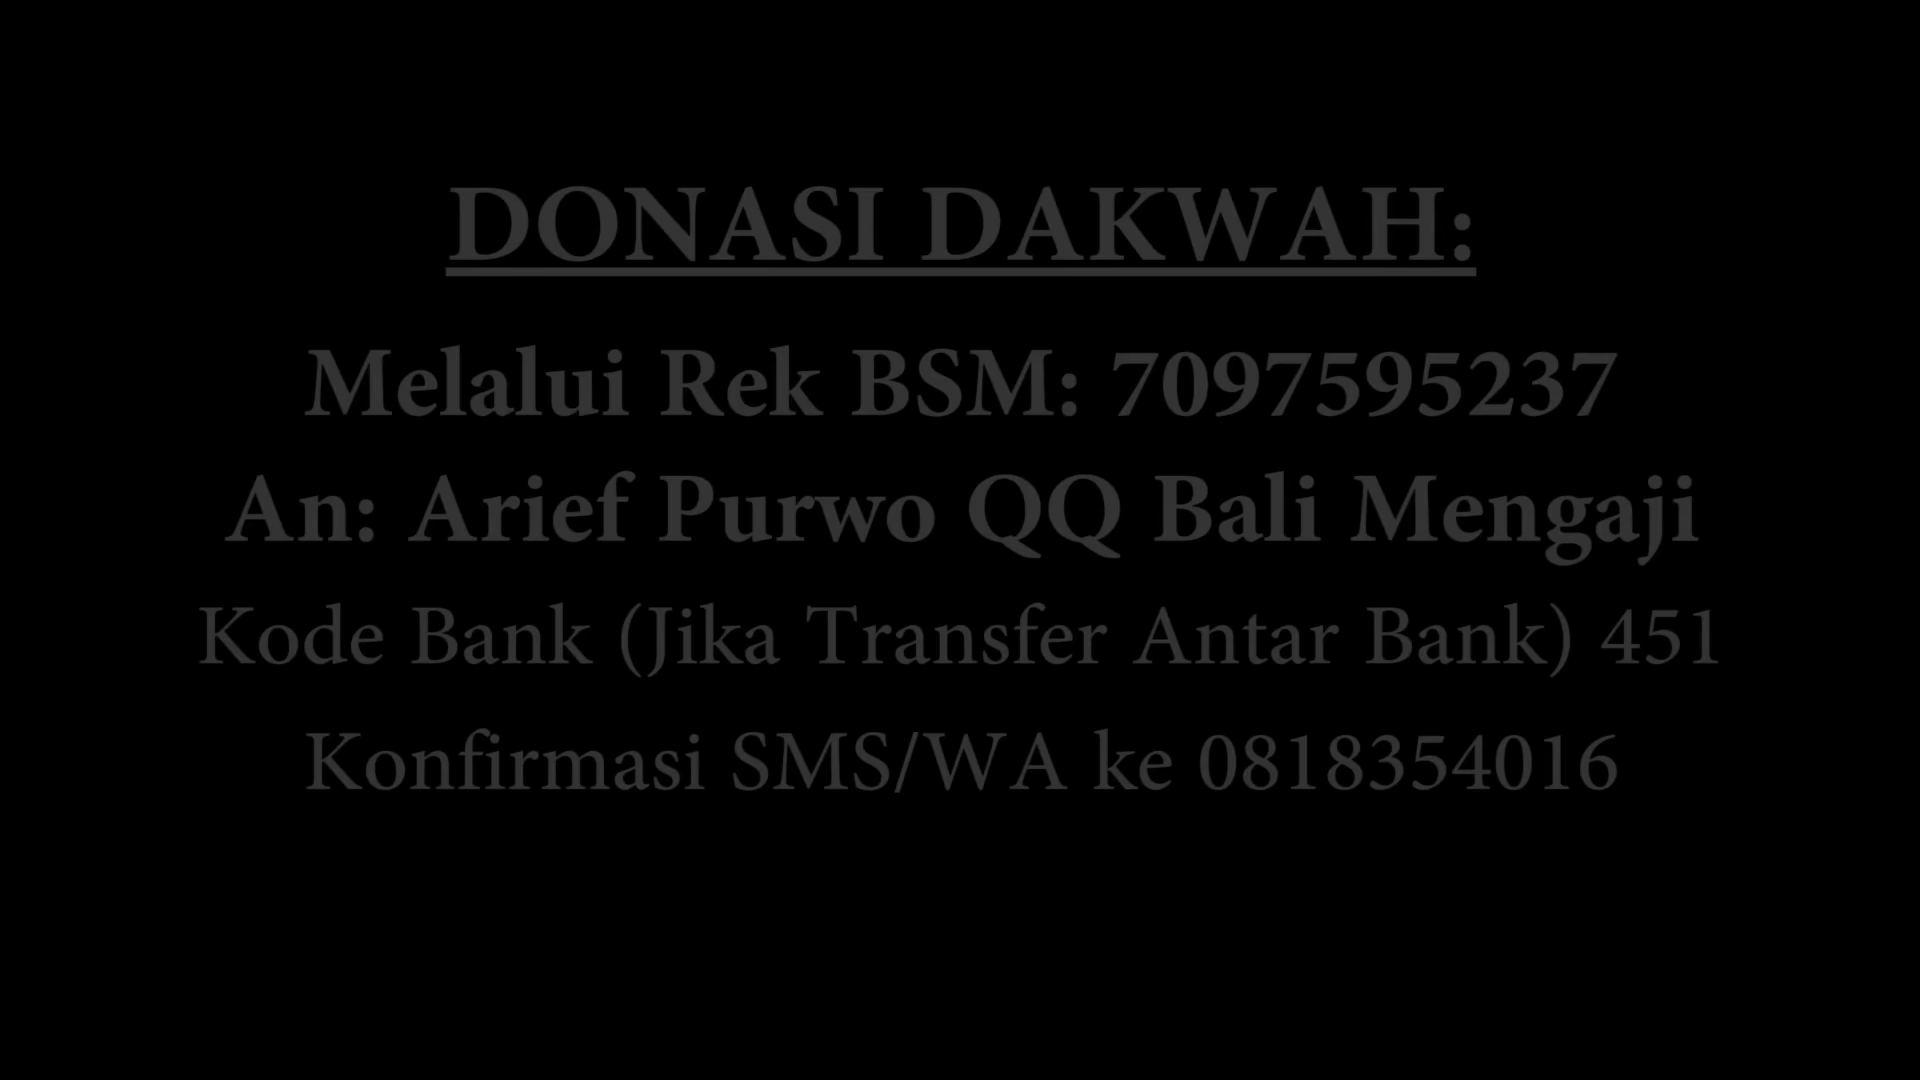 DONASI DAKWAH:
Melalui Rek BSM: 7097595237
An: Arief Purwo QQ Bali Mengaji
Kode Bank (Jika Transfer Antar Bank) 451
Konfirmasi SMS/WA ke 0818354016